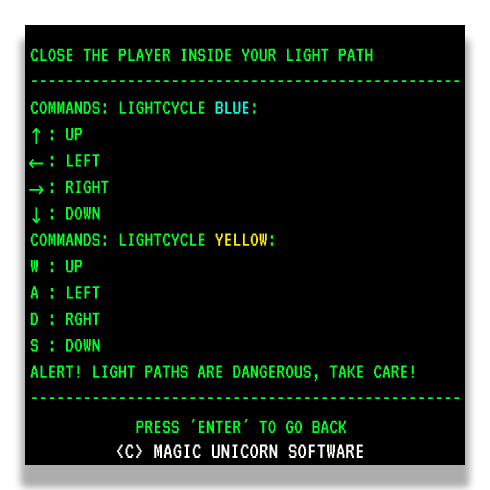 CLOSE THE PLAYER INSIDE YOUR LIGHT PATH
-------------------------------------------------
COMMANDS: LIGHTCYCLE BLUE:
↑ : UP
← : LEFT
→ : RIGHT
↓ : DOWN
COMMANDS: LIGHTCYCLE YELLOW:
W : UP
A : LEFT
D : RGHT
S : DOWN
ALERT! LIGHT PATHS ARE DANGEROUS, TAKE CARE!
-------------------------------------------------
PRESS ´ENTER´ TO GO BACK
<C> MAGIC UNICORN SOFTWARE